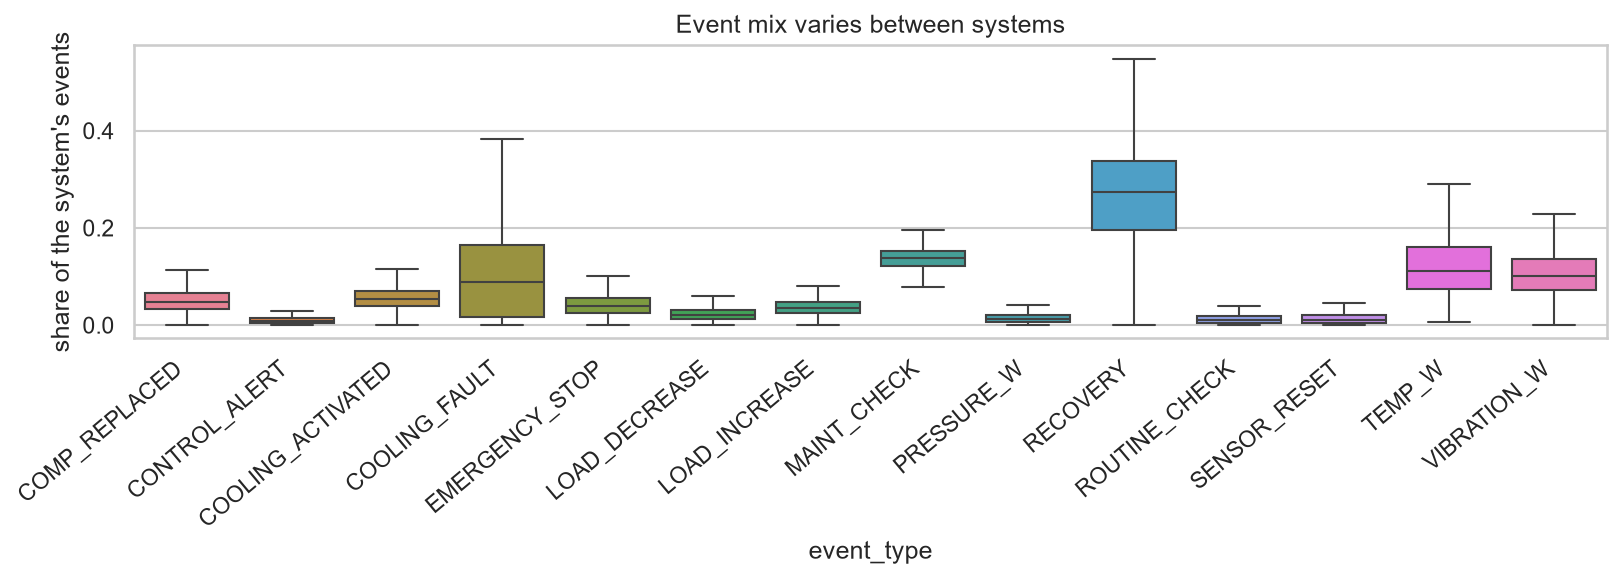 Event mix varies between systems
share of the system's events
0.4
0.2
0.0
COMP_REPLACED
CONTROL_ALERT
COOLING_ACTIVATED
COOLING_FAULT
EMERGENCY_STOP
LOAD_DECREASE
LOAD_INCREASE
MAINT_CHECK
PRESSURE_W
RECOVERY
ROUTINE_CHECK
SENSOR_RESET
TEMP_W
VIBRATION_W
event_type